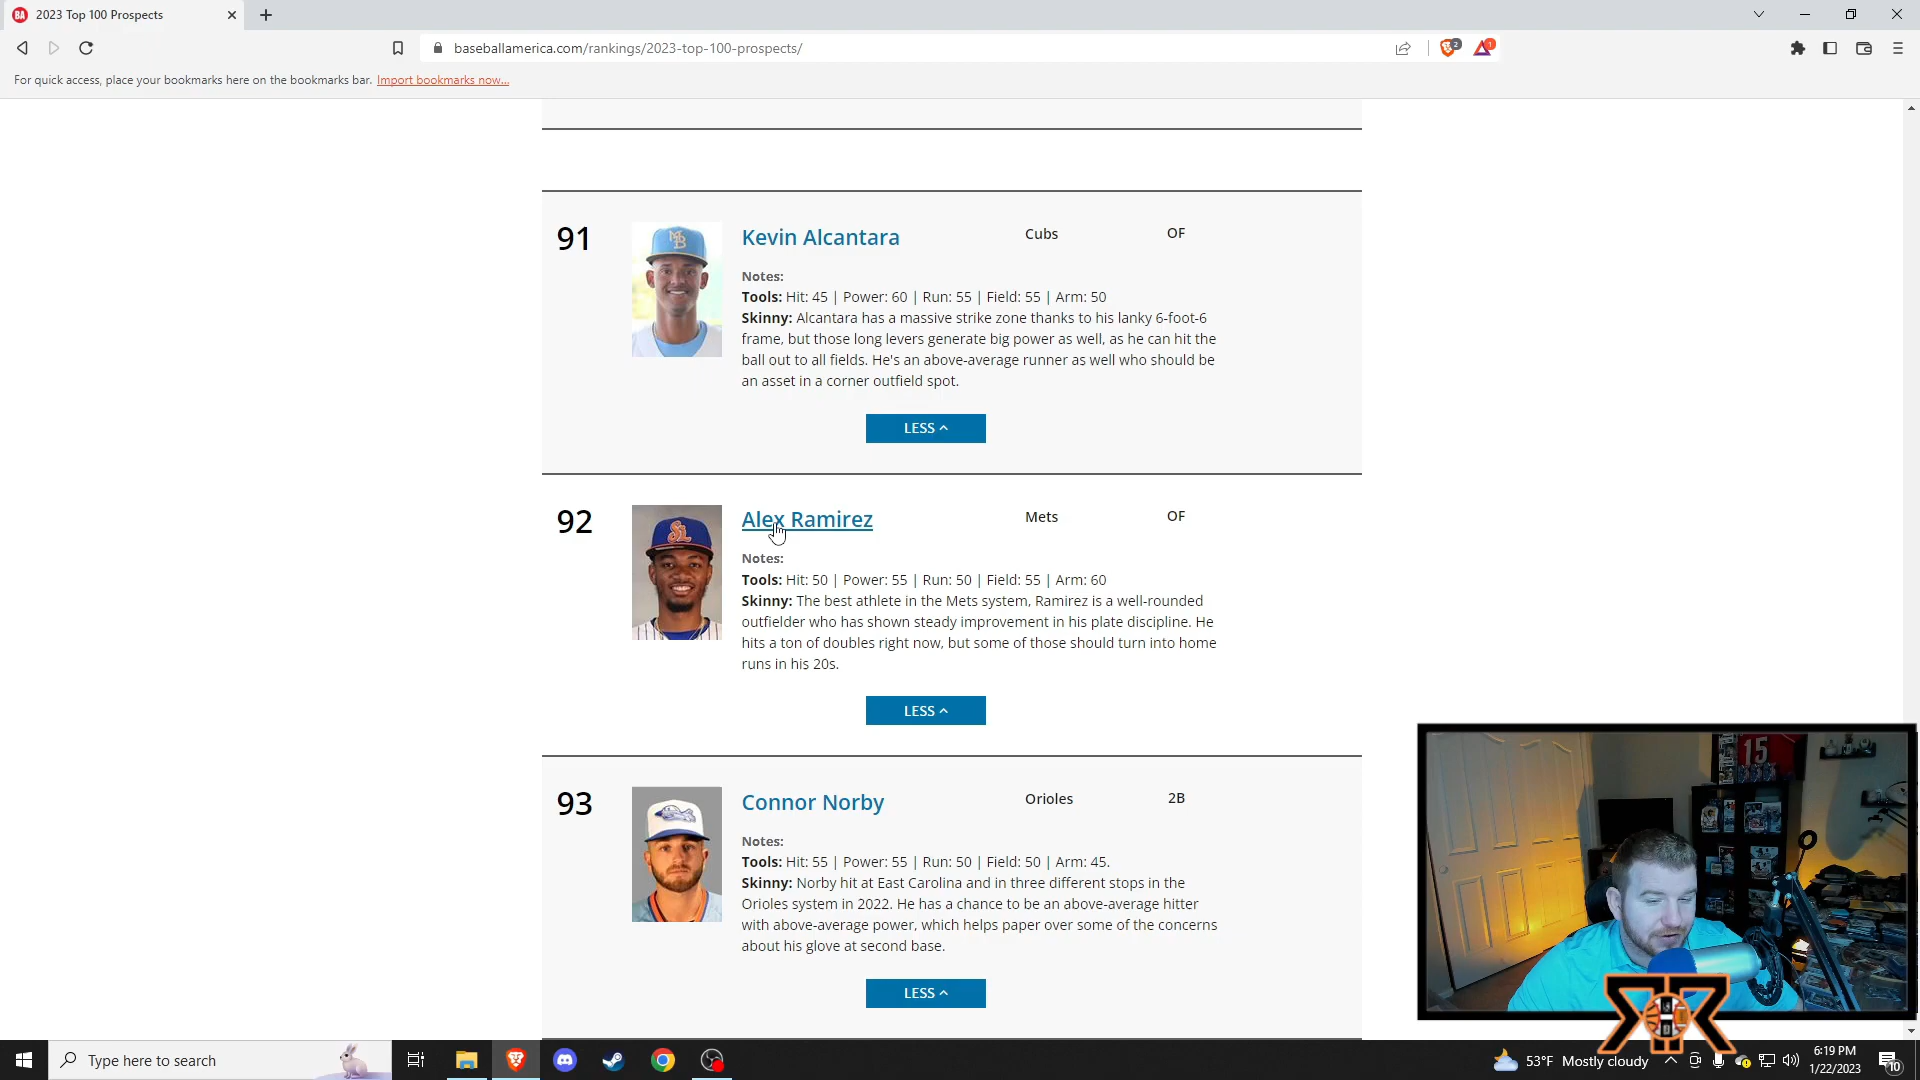 2023 Top 100 Prospects
baseballamerica.com/rankings/2023-top-100-prospects/
For quick access, place your bookmarks here on the bookmarks bar. Import bookmarks now...
91
Kevin Alcantara
Cubs
OF
Notes:
Tools: Hit: 45 | Power: 60 | Run: 55 | Field: 55 | Arm: 50
Skinny: Alcantara has a massive strike zone thanks to his lanky 6-foot-6
frame, but those long levers generate big power as well, as he can hit the
ball out to all fields. He's an above-average runner as well who should be
an asset in a corner outfield spot.
LESS
92
Alex Ramirez
Mets
OF
Notes:
Tools: Hit: 50 | Power: 55 | Run: 50 | Field: 55 | Arm: 60
Skinny: The best athlete in the Mets system, Ramirez is a well-rounded
outfielder who has shown steady improvement in his plate discipline. He
hits a ton of doubles right now, but some of those should turn into home
runs in his 20s.
LESS
93
Connor Norby
Orioles
2B
Notes:
Tools: Hit: 55 | Power: 55 | Run: 50 | Field: 50 | Arm: 45.
Skinny: Norby hit at East Carolina and in three different stops in the
Orioles system in 2022. He has a chance to be an above-average hitter
with above-average power, which helps paper over some of the concerns
about his glove at second base.
LESS
15
Type here to search
53°F Mostly cloudy
6:19 PM
1/22/2023
10